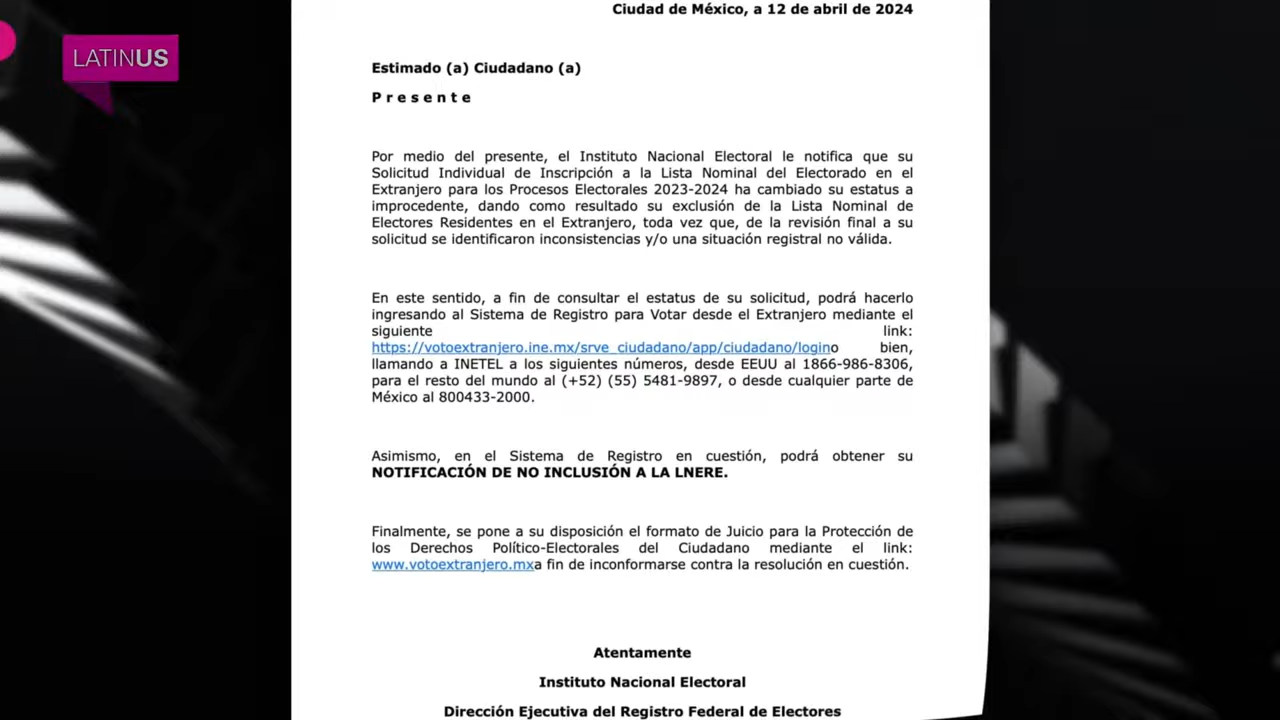 Ciudad de México, a 12 de abril de 2024
LATINUS
Estimado (a) Ciudadano (a)
P r e s e n t e
Por medio del presente, el Instituto Nacional Electoral le notifica que su
Solicitud Individual de Inscripción a la Lista Nominal del Electorado en el
Extranjero para los Procesos Electorales 2023-2024 ha cambiado su estatus a
improcedente, dando como resultado su exclusión de la Lista Nominal de
Electores Residentes en el Extranjero, toda vez que, de la revisión final a su
solicitud se identificaron inconsistencias y/o una situación registral no válida.
En este sentido, a fin de consultar el estatus de su solicitud, podrá hacerlo
ingresando al Sistema de Registro para Votar desde el Extranjero mediante el
siguiente link:
https://votoextranjero.ine.mx/srve_ciudadano/app/ciudadano/logino bien,
llamando a INETEL a los siguientes números, desde EEUU al 1866-986-8306,
para el resto del mundo al (+52) (55) 5481-9897, o desde cualquier parte de
México al 800433-2000.
Asimismo, en el Sistema de Registro en cuestión, podrá obtener su
NOTIFICACIÓN DE NO INCLUSIÓN A LA LNERE.
Finalmente, se pone a su disposición el formato de Juicio para la Protección de
los Derechos Político-Electorales del Ciudadano mediante el link:
www.votoextranjero.mxa fin de inconformarse contra la resolución en cuestión.
Atentamente
Instituto Nacional Electoral
Dirección Ejecutiva del Registro Federal de Electores